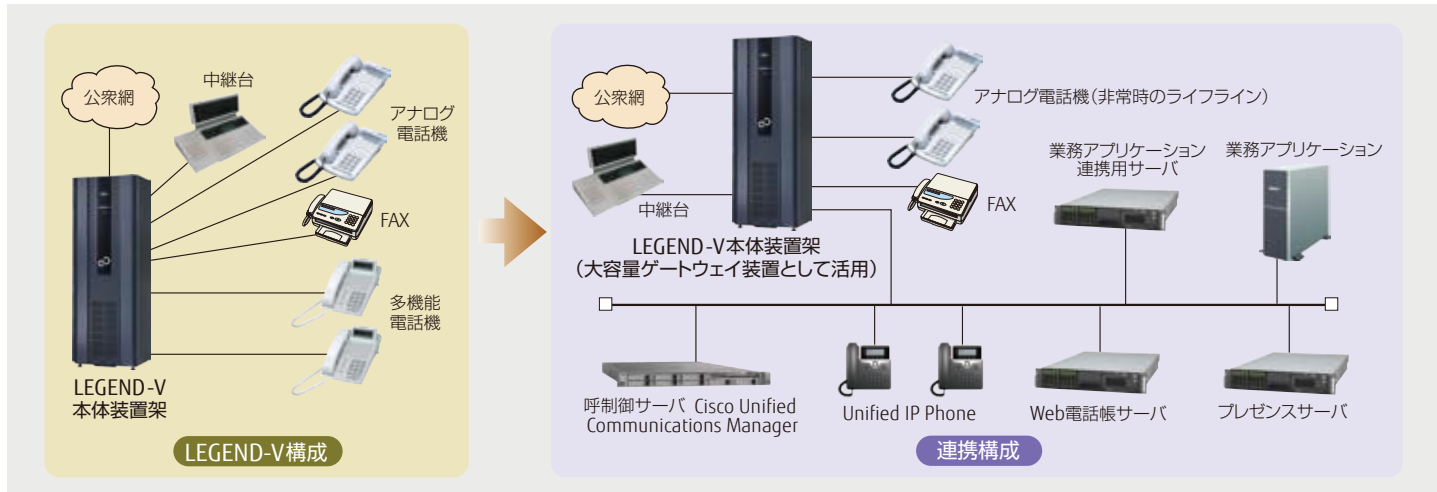 公衆網
中継台
アナログ
電話機
FAX
多機能
電話機
LEGEND-V
本体装置架
LEGEND-V構成
公衆網
中継台
アナログ電話機(非常時のライフライン)
FAX
LEGEND-V本体装置架
(大容量ゲートウェイ装置として活用)
業務アプリケーション
連携用サーバ
業務アプリケーション
呼制御サーバ Cisco Unified
Communications Manager
Unified IP Phone
Web電話帳サーバ
プレゼンスサーバ
連携構成